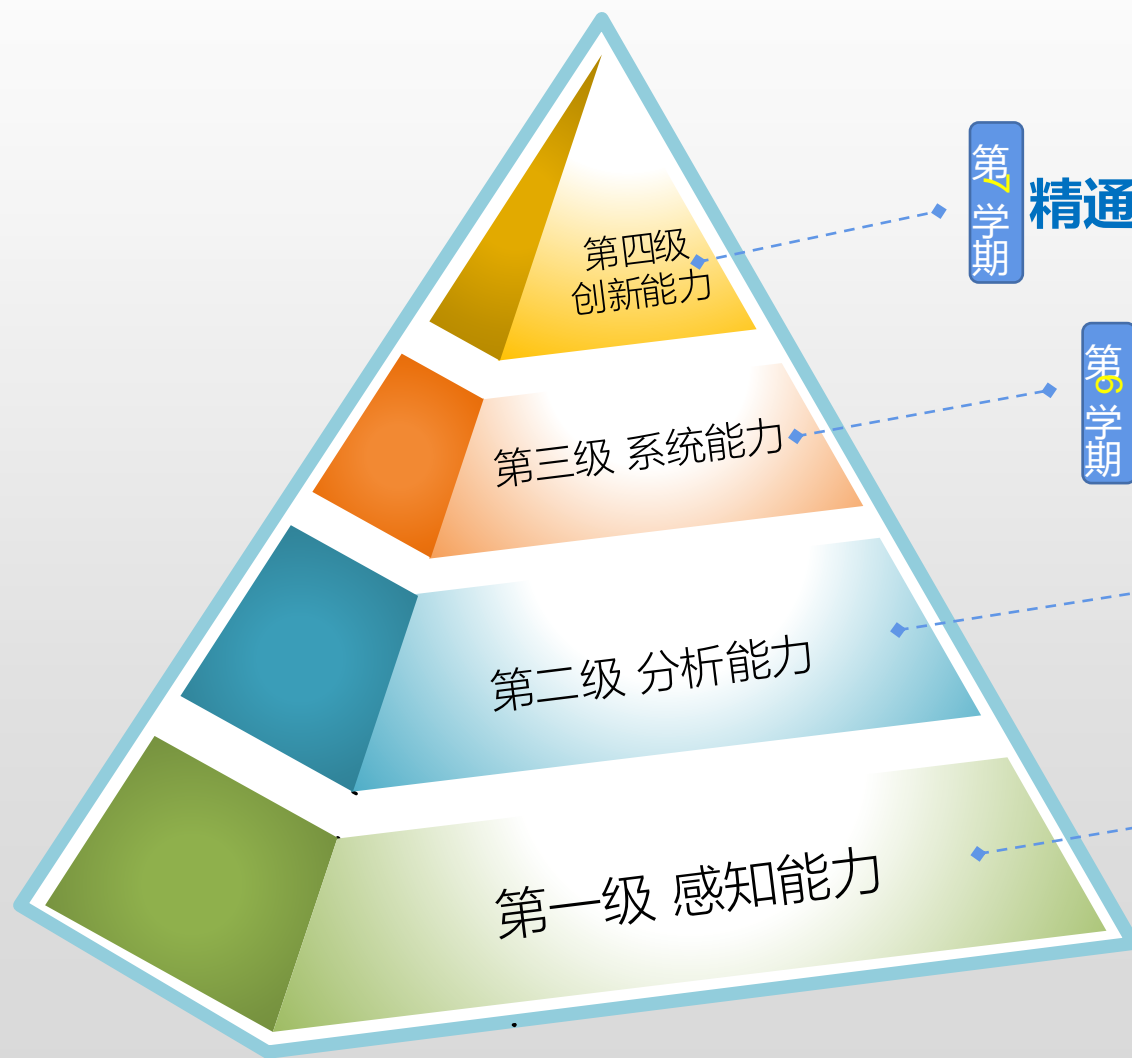 第7学期
精通
第四级
创新能力
第6学期
第三级 系统能力
第二级 分析能力
第一级 感知能力